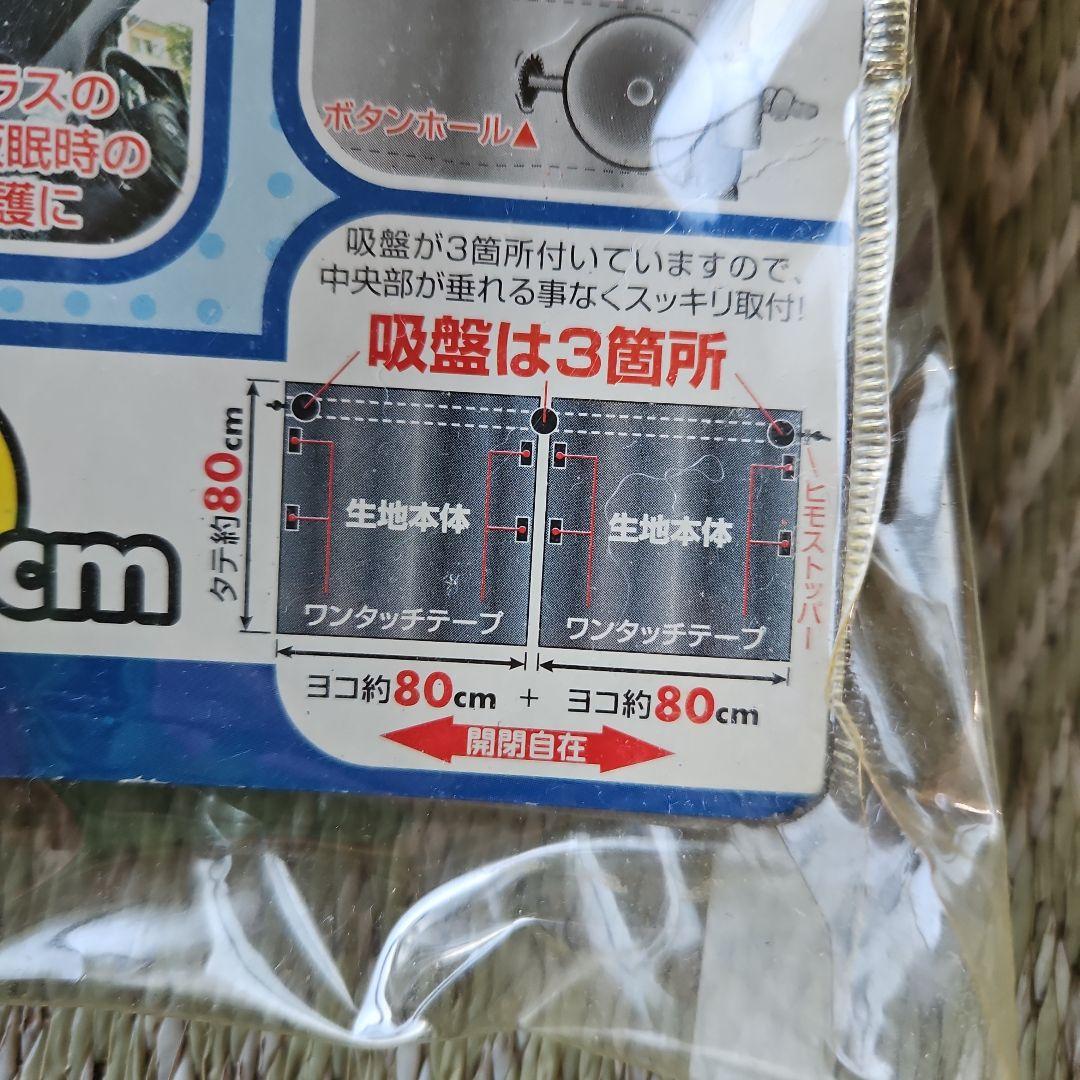 ラスの
眠時の
護に
ボタンホール▲
吸盤が3箇所付いていますので、
中央部が垂れる事なくスッキリ取付!
吸盤は3箇所
タテ約80cm
生地本体
生地本体
ヒモストッパー
ワンタッチテープ
ワンタッチテープ
cm
ヨコ約80cm + ヨコ約80cm
開閉自在